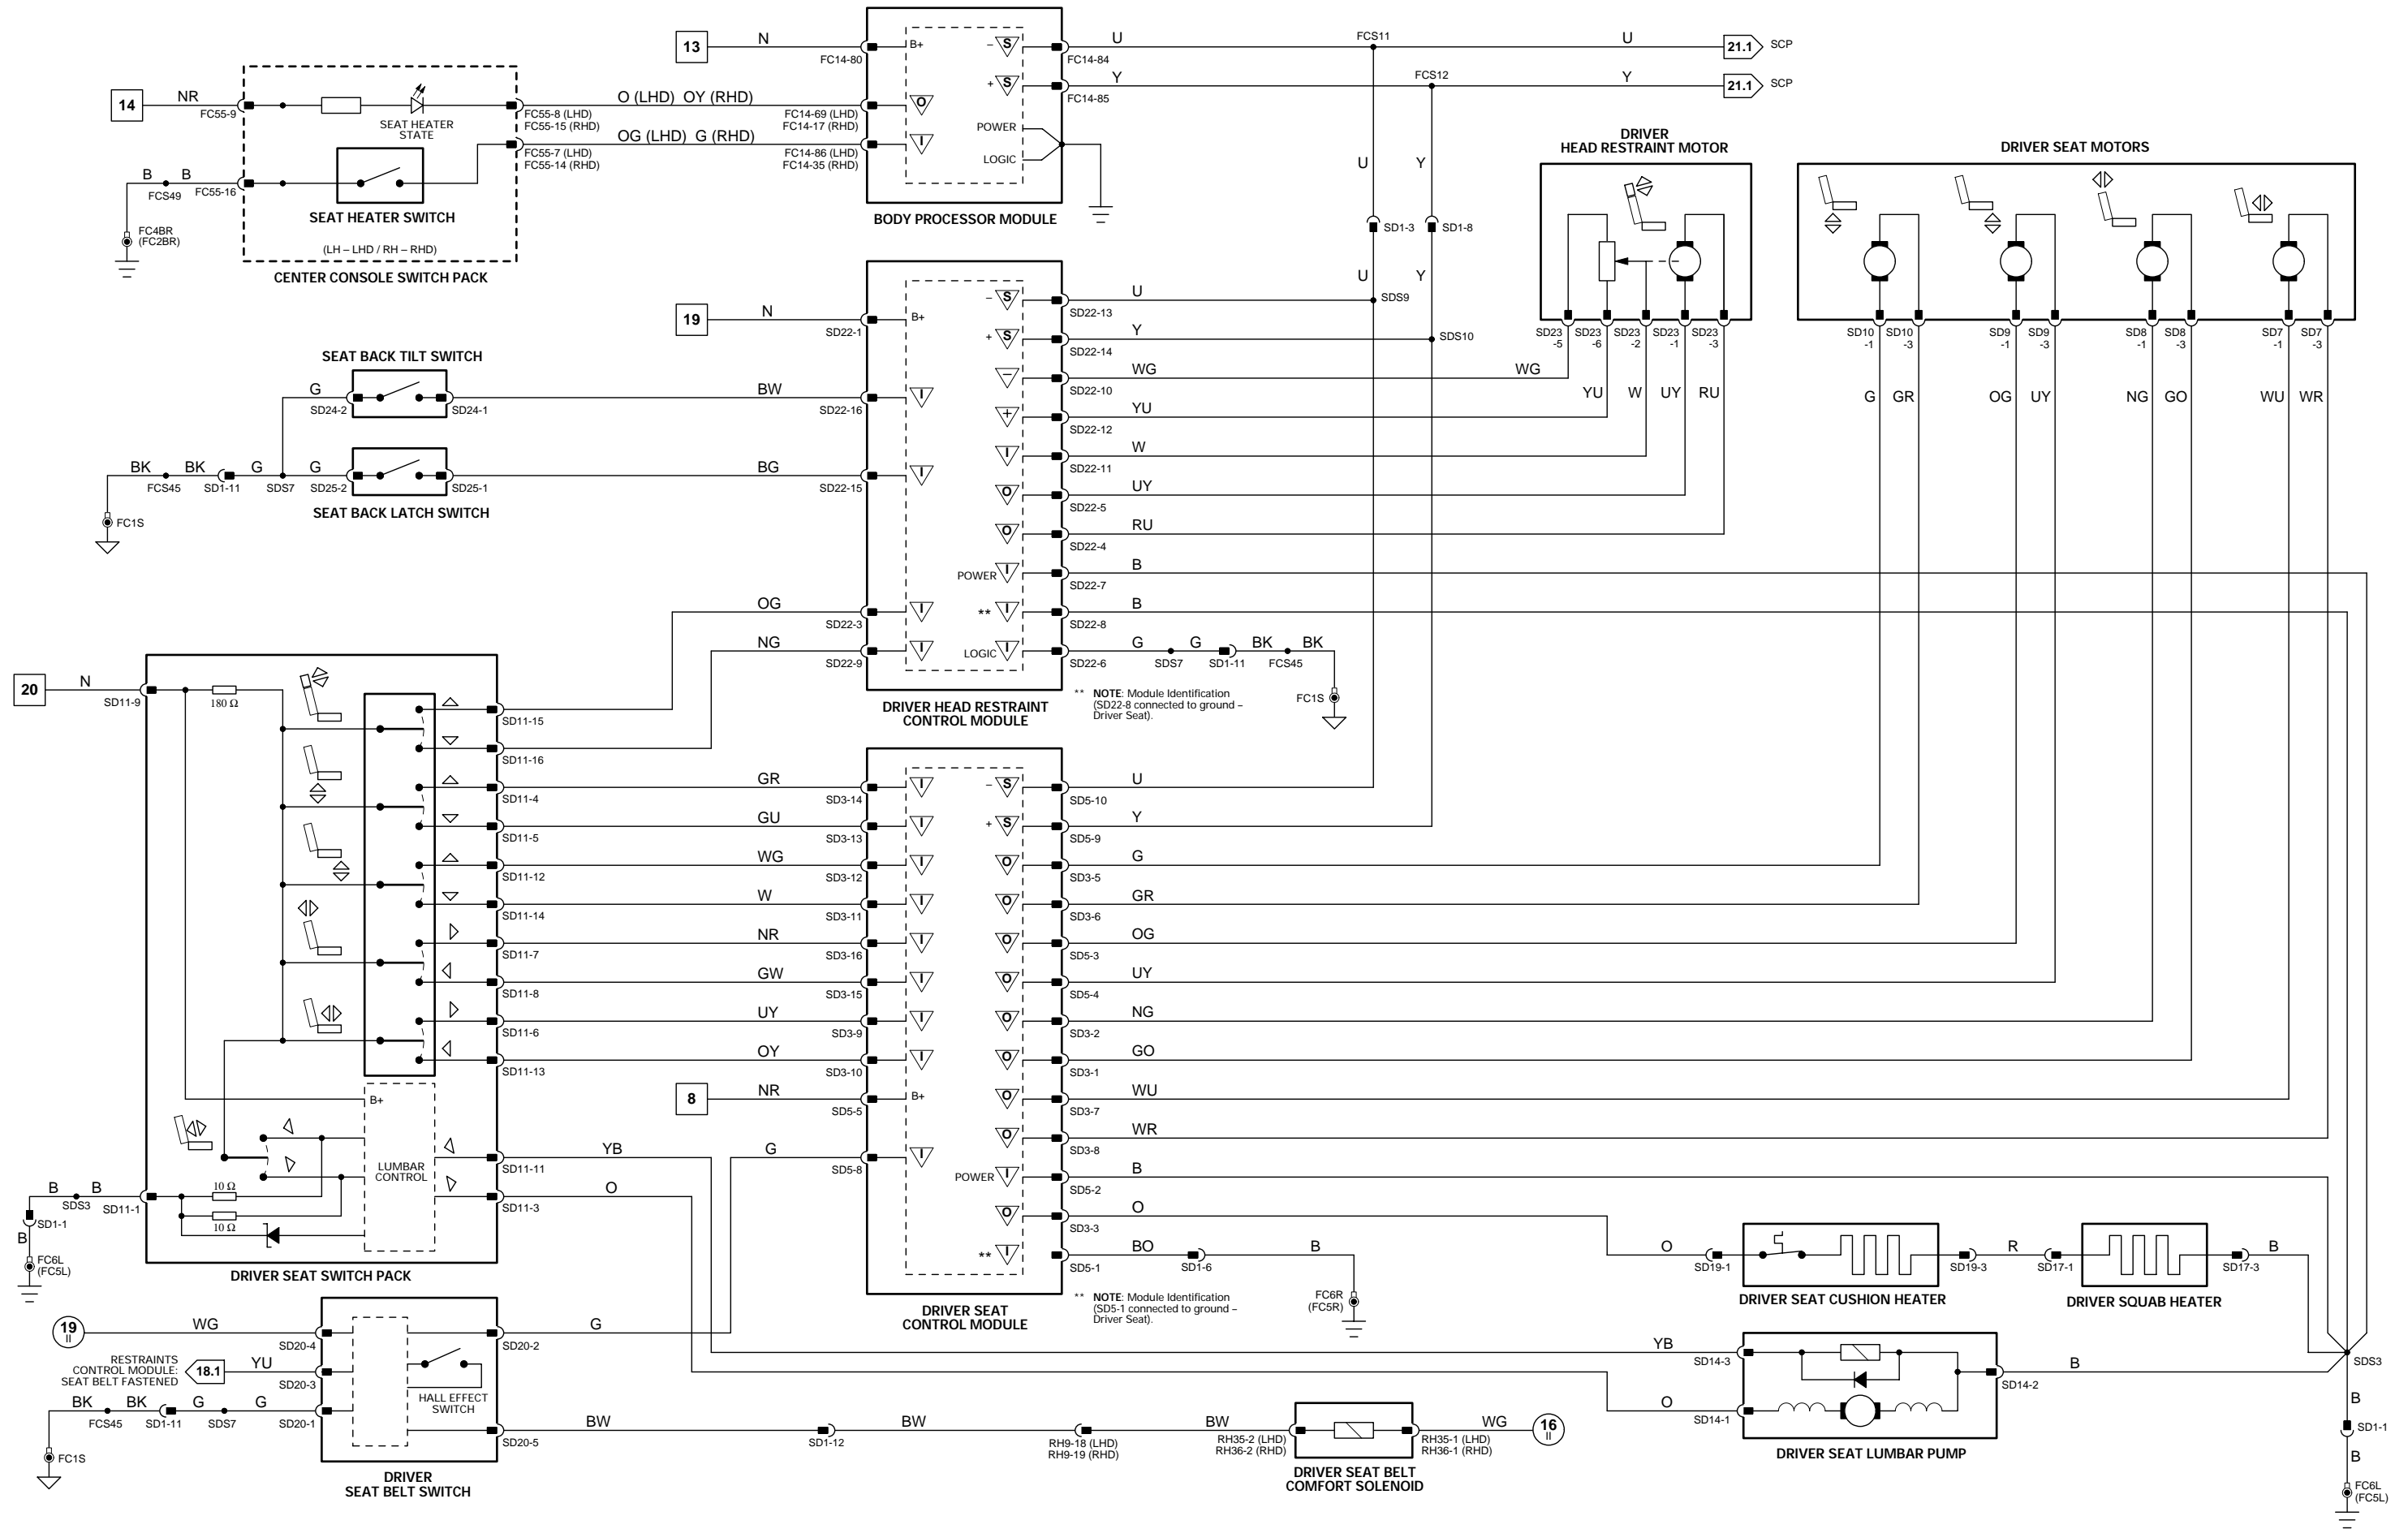 13
N
FC14-80
B+
–
S
FC14-84
U
FCS11
U
21.1
SCP
+
S
FC14-85
Y
FCS12
Y
21.1
SCP
14
NR
FC55-9
SEAT HEATER
STATE
FC55-8 (LHD)
FC55-15 (RHD)
O (LHD)  OY (RHD)
FC14-69 (LHD)
FC14-17 (RHD)
O
FC55-7 (LHD)
FC55-14 (RHD)
OG (LHD)  G (RHD)
FC14-86 (LHD)
FC14-35 (RHD)
I
POWER
LOGIC
BODY PROCESSOR MODULE
B
FCS49
B
FC55-16
SEAT HEATER SWITCH
(LH – LHD / RH – RHD)
CENTER CONSOLE SWITCH PACK
FC4BR
(FC2BR)
U
Y
SD1-3
SD1-8
U
Y
SDS9
SDS10
DRIVER
HEAD RESTRAINT MOTOR
SD23
-5
SD23
-6
SD23
-2
SD23
-1
SD23
-3
WG
YU
W
UY
RU
DRIVER SEAT MOTORS
SD10
-1
SD10
-3
SD9
-1
SD9
-3
SD8
-1
SD8
-3
SD7
-1
SD7
-3
G
GR
OG
UY
NG
GO
WU
WR
19
N
SD22-1
B+
–
S
SD22-13
U
+
S
SD22-14
Y
–
SD22-10
WG
+
SD22-12
YU
I
SD22-11
W
O
SD22-5
UY
O
SD22-4
RU
POWER
I
SD22-7
B
**
I
SD22-8
B
LOGIC
I
SD22-6
G
SDS7
G
SD1-11
BK
FCS45
BK
FC1S
SEAT BACK TILT SWITCH
G
SD24-2
SD24-1
BW
SD22-16
I
BK
FCS45
BK
SD1-11
G
SDS7
G
SD25-2
SD25-1
BG
SD22-15
I
SEAT BACK LATCH SWITCH
FC1S
OG
SD22-3
I
NG
SD22-9
I
DRIVER HEAD RESTRAINT
CONTROL MODULE
** NOTE: Module Identification
(SD22-8 connected to ground –
Driver Seat).
20
N
SD11-9
180 Ω
SD11-15
SD11-16
SD11-4
GR
SD3-14
I
SD11-5
GU
SD3-13
I
SD11-12
WG
SD3-12
I
SD11-14
W
SD3-11
I
SD11-7
NR
SD3-16
I
SD11-8
GW
SD3-15
I
SD11-6
UY
SD3-9
I
SD11-13
OY
SD3-10
I
8
NR
SD5-5
B+
G
SD5-8
I
–
S
SD5-10
U
+
S
SD5-9
Y
O
SD3-5
G
O
SD3-6
GR
O
SD5-3
OG
O
SD5-4
UY
O
SD3-2
NG
O
SD3-1
GO
O
SD3-7
WU
O
SD3-8
WR
POWER
I
SD5-2
B
O
SD3-3
O
**
I
SD5-1
BO
SD1-6
B
FC6R
(FC5R)
DRIVER SEAT
CONTROL MODULE
** NOTE: Module Identification
(SD5-1 connected to ground –
Driver Seat).
B+
LUMBAR
CONTROL
SD11-11
YB
SD11-3
O
B
SDS3
B
SD11-1
10 Ω
10 Ω
SD1-1
B
FC6L
(FC5L)
DRIVER SEAT SWITCH PACK
O
SD19-1
SD19-3
R
SD17-1
SD17-3
B
DRIVER SEAT CUSHION HEATER
DRIVER SQUAB HEATER
19
II
WG
SD20-4
SD20-2
G
RESTRAINTS
CONTROL MODULE:
SEAT BELT FASTENED
18.1
YU
SD20-3
HALL EFFECT
SWITCH
BK
FCS45
BK
SD1-11
G
SDS7
G
SD20-1
FC1S
SD20-5
BW
SD1-12
BW
RH9-18 (LHD)
RH9-19 (RHD)
BW
RH35-2 (LHD)
RH36-2 (RHD)
RH35-1 (LHD)
RH36-1 (RHD)
WG
16
II
DRIVER
SEAT BELT SWITCH
DRIVER SEAT BELT
COMFORT SOLENOID
YB
SD14-3
O
SD14-1
SD14-2
B
SDS3
DRIVER SEAT LUMBAR PUMP
B
SD1-1
B
FC6L
(FC5L)